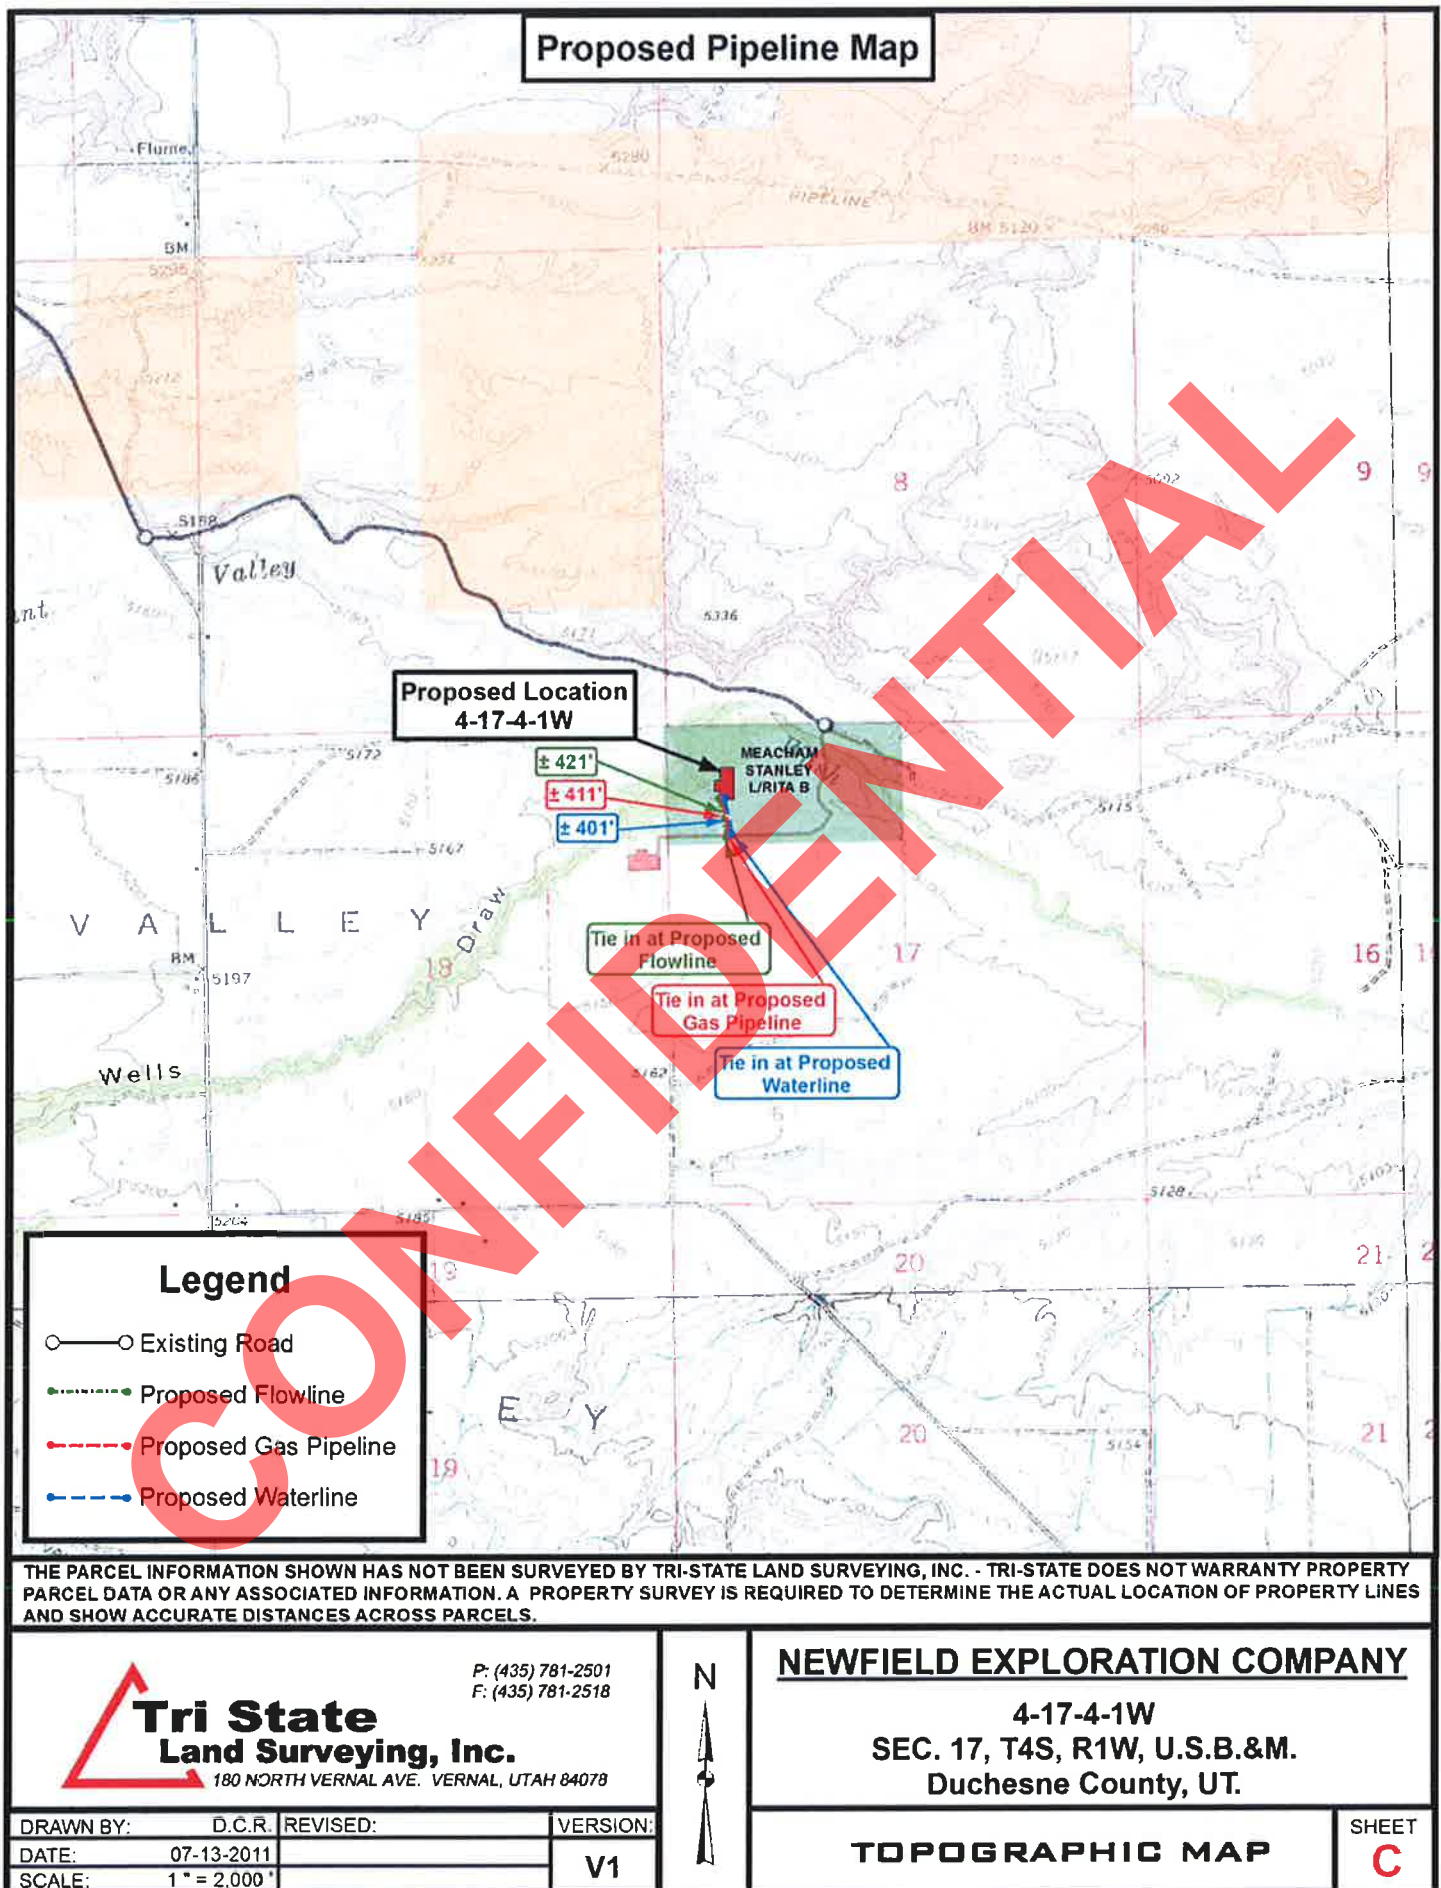 Proposed Pipeline Map
Flume
5280
PIPELINE
BM
5295
BM 5120
8
9
9
5188
Valley
5092
5336
Proposed Location
4-17-4-1W
MEACHAM
STANLEY
L/RITA B
± 421'
± 411'
± 401'
5172
5186
5175
5167
V A L L E Y
Draw
BM
5197
18
17
16
Tie in at Proposed
Flowline
Tie in at Proposed
Gas Pipeline
Tie in at Proposed
Waterline
Wells
5162
5128
5204
5185
19
20
21
E Y
20
21
5154
19
CONFIDENTIAL
Legend
Existing Road
Proposed Flowline
Proposed Gas Pipeline
Proposed Waterline
THE PARCEL INFORMATION SHOWN HAS NOT BEEN SURVEYED BY TRI-STATE LAND SURVEYING, INC. - TRI-STATE DOES NOT WARRANTY PROPERTY
PARCEL DATA OR ANY ASSOCIATED INFORMATION. A PROPERTY SURVEY IS REQUIRED TO DETERMINE THE ACTUAL LOCATION OF PROPERTY LINES
AND SHOW ACCURATE DISTANCES ACROSS PARCELS.
P: (435) 781-2501
F: (435) 781-2518
Tri State
Land Surveying, Inc.
180 NORTH VERNAL AVE. VERNAL, UTAH 84078
N
NEWFIELD EXPLORATION COMPANY
4-17-4-1W
SEC. 17, T4S, R1W, U.S.B.&M.
Duchesne County, UT.
DRAWN BY: D.C.R. REVISED: VERSION:
DATE: 07-13-2011
V1
SCALE: 1 " = 2,000 '
TOPOGRAPHIC MAP
SHEET
C